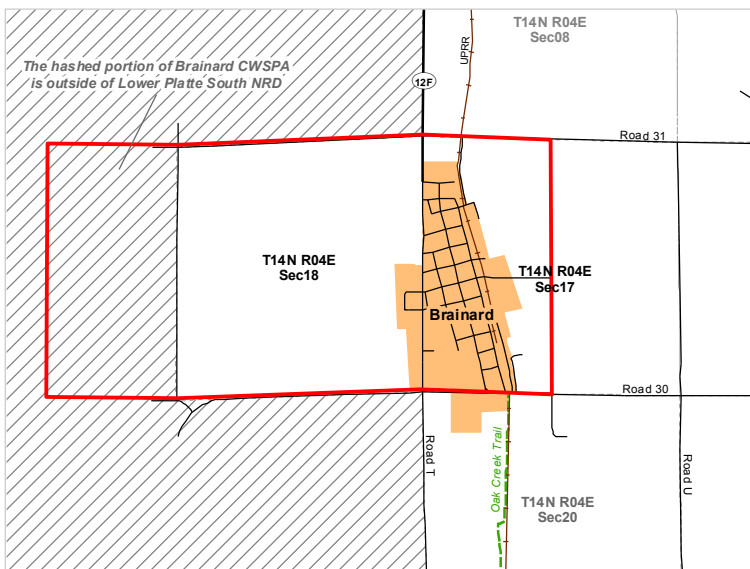 T14N R04E
Sec08
The hashed portion of Brainard CWSPA
is outside of Lower Platte South NRD
UPRR
12F
Road 31
T14N R04E
Sec18
T14N R04E
Sec17
Brainard
Road 30
Oak Creek Trail
Road T
Road U
T14N R04E
Sec20